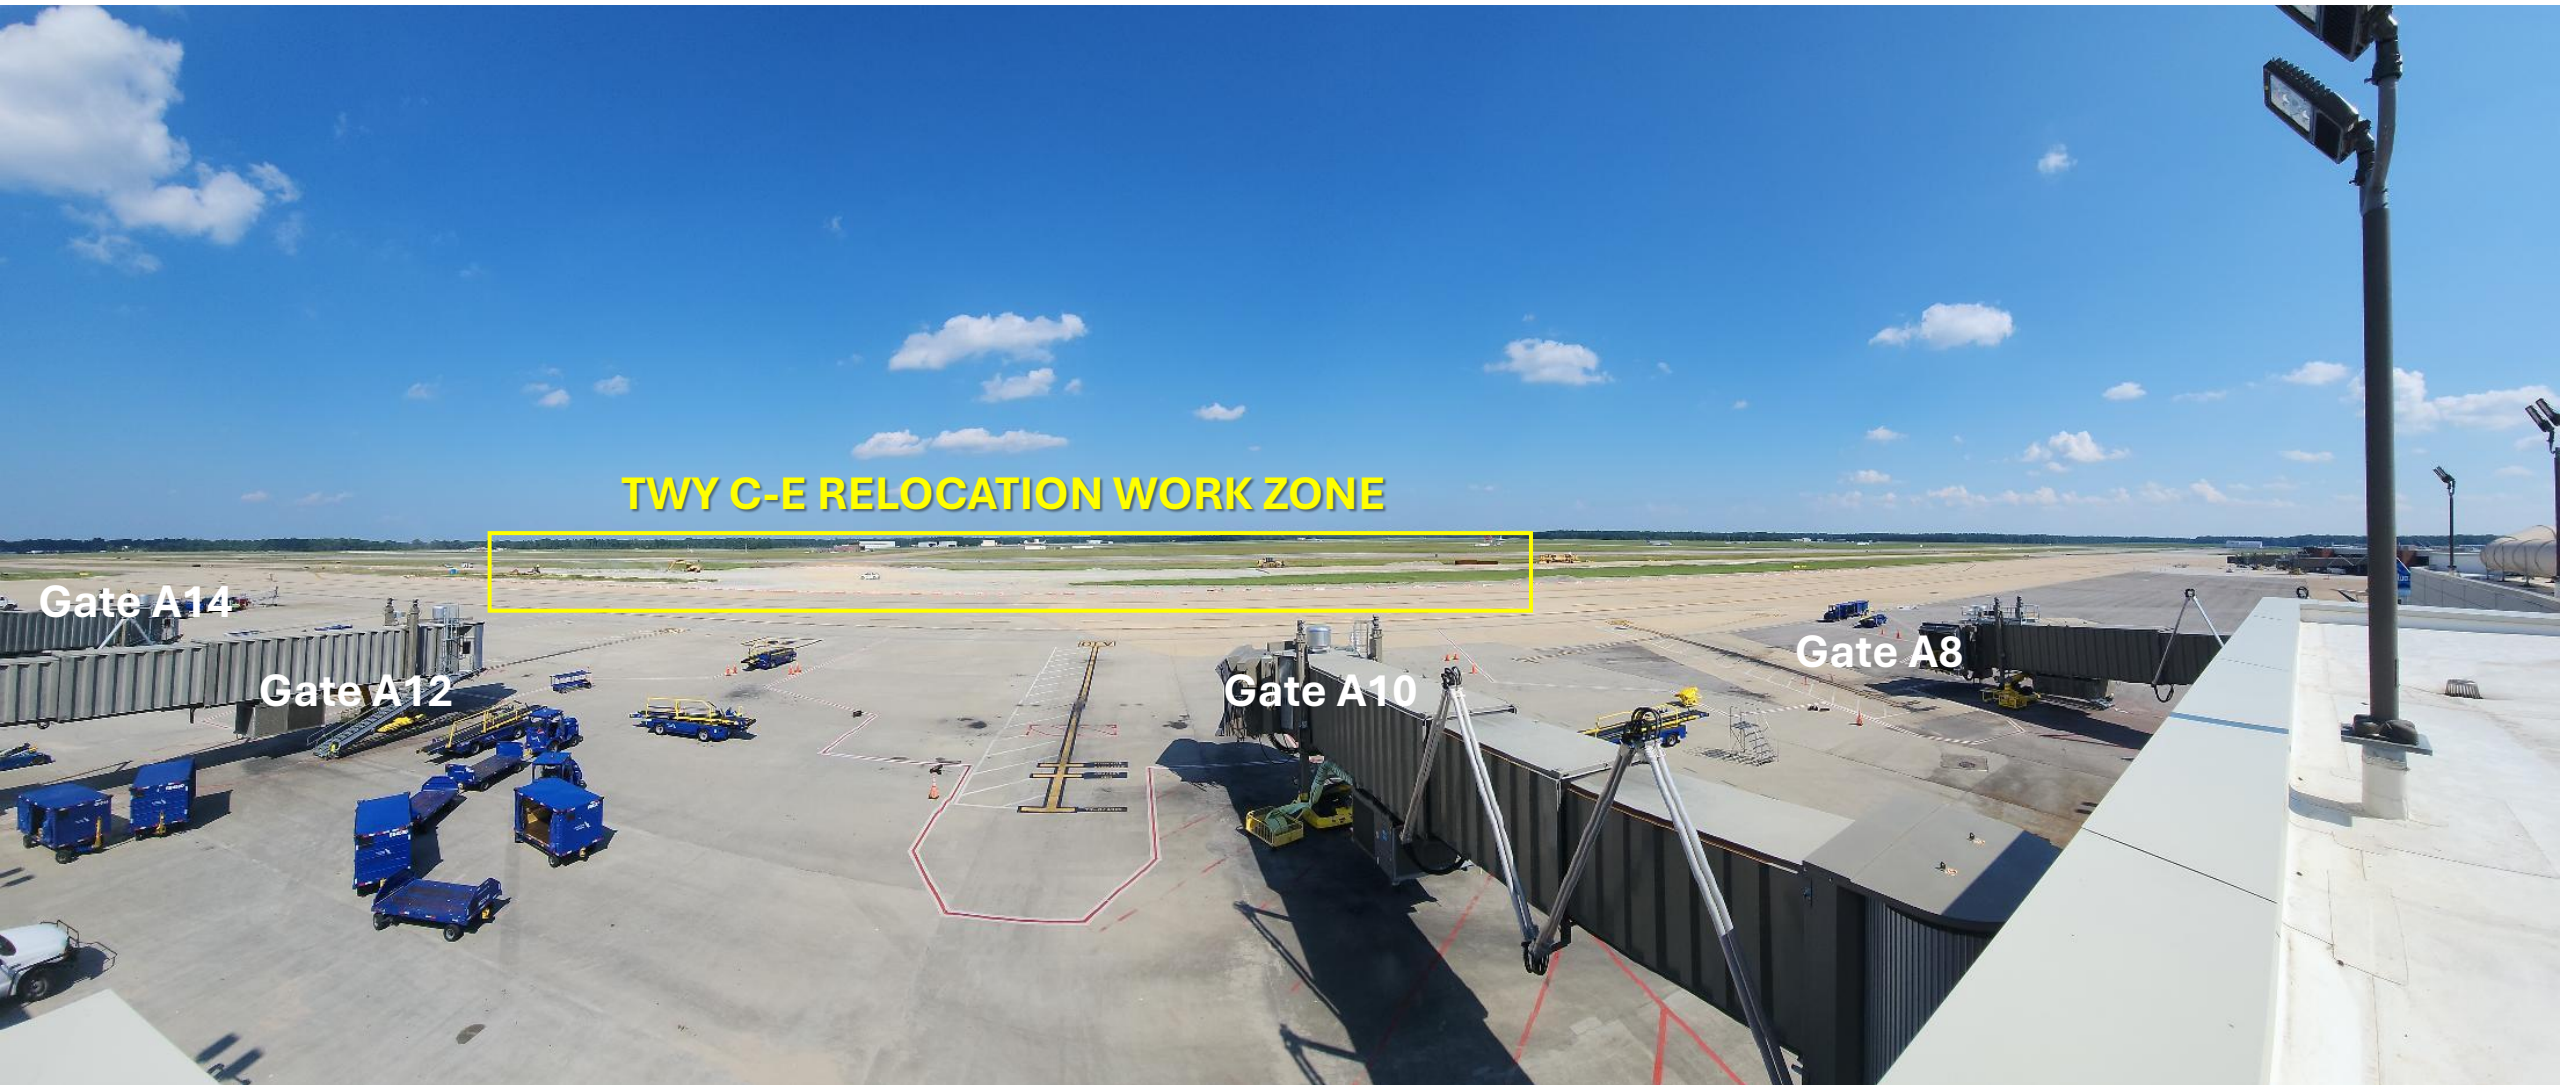 TWY C-E RELOCATION WORK ZONE
Gate A14
Gate A8
Gate A12
Gate A10